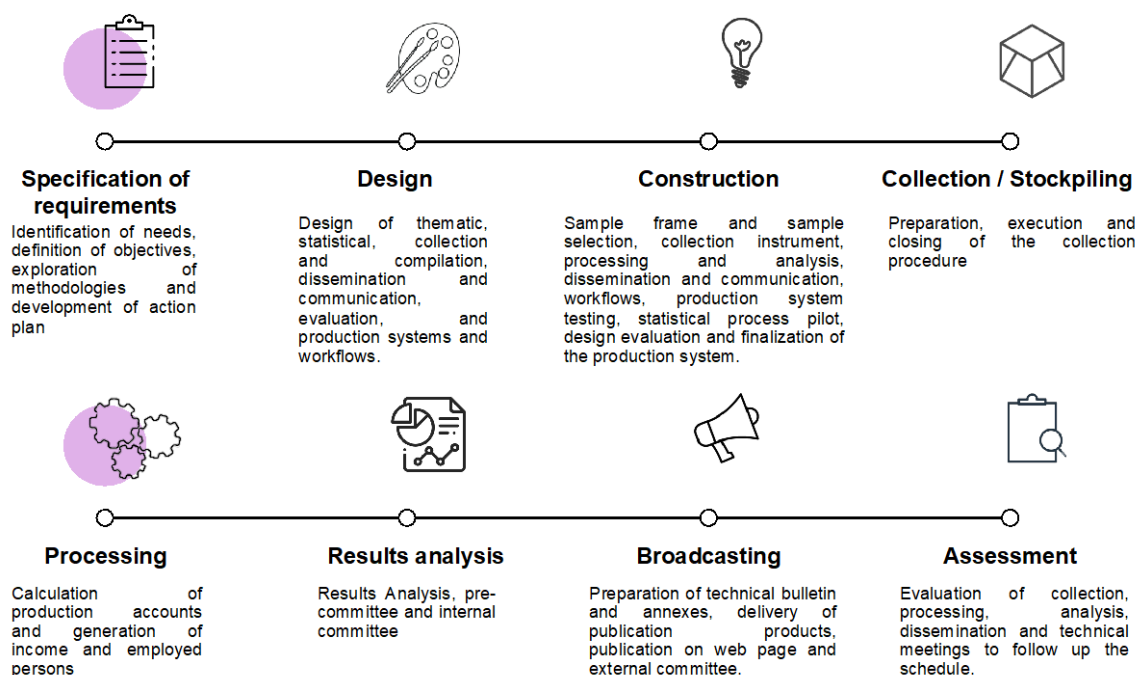 Specification of
requirements
Identification of needs,
definition of objectives,
exploration of
methodologies and
development of action
plan
Design
Design of thematic,
statistical, collection
and compilation,
dissemination and
communication,
evaluation, and
production systems and
workflows.
Construction
Sample frame and sample
selection, collection instrument,
processing and analysis,
dissemination and communication,
workflows, production system
testing, statistical process pilot,
design evaluation and finalization
of the production system.
Collection / Stockpiling
Preparation, execution and
closing of the collection
procedure
Processing
Calculation of
production accounts
and generation of
income and employed
persons
Results analysis
Results Analysis, pre-
committee and internal
committee
Broadcasting
Preparation of technical bulletin
and annexes, delivery of
publication products,
publication on web page and
external committee.
Assessment
Evaluation of collection,
processing, analysis,
dissemination and technical
meetings to follow up the
schedule.